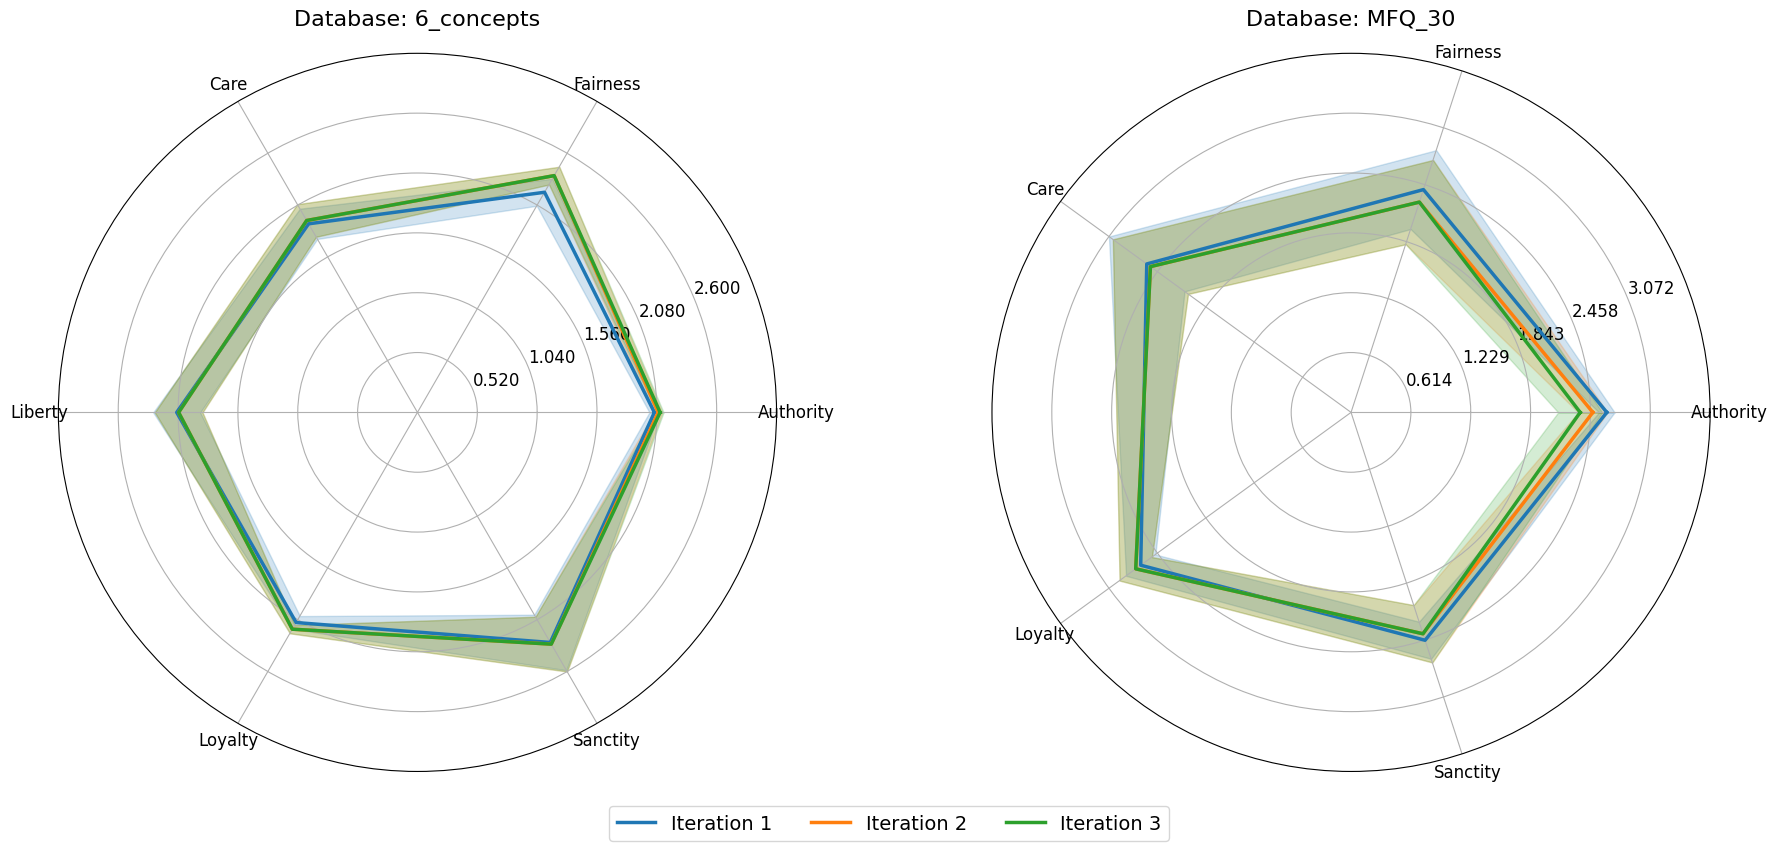 Database: 6_concepts
Care
Fairness
2.600
2.080
1.560
1.040
0.520
Liberty
Authority
Loyalty
Sanctity
Database: MFQ_30
Fairness
Care
3.072
2.458
1.843
1.229
0.614
Authority
Loyalty
Sanctity
Iteration 1
Iteration 2
Iteration 3